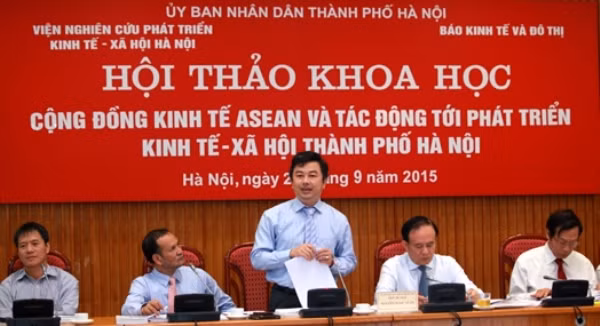 ỦY BAN NHÂN DÂN THÀNH PHỐ HÀ NỘI
VIỆN NGHIÊN CỨU PHÁT TRIỂN
KINH TẾ - XÃ HỘI HÀ NỘI
BÁO KINH TẾ VÀ ĐÔ THỊ
HỘI THẢO KHOA HỌC
CỘNG ĐỒNG KINH TẾ ASEAN VÀ TÁC ĐỘNG TỚI PHÁT TRIỂN
KINH TẾ-XÃ HỘI THÀNH PHỐ HÀ NỘI
Hà Nội, ngày 9 năm 2015